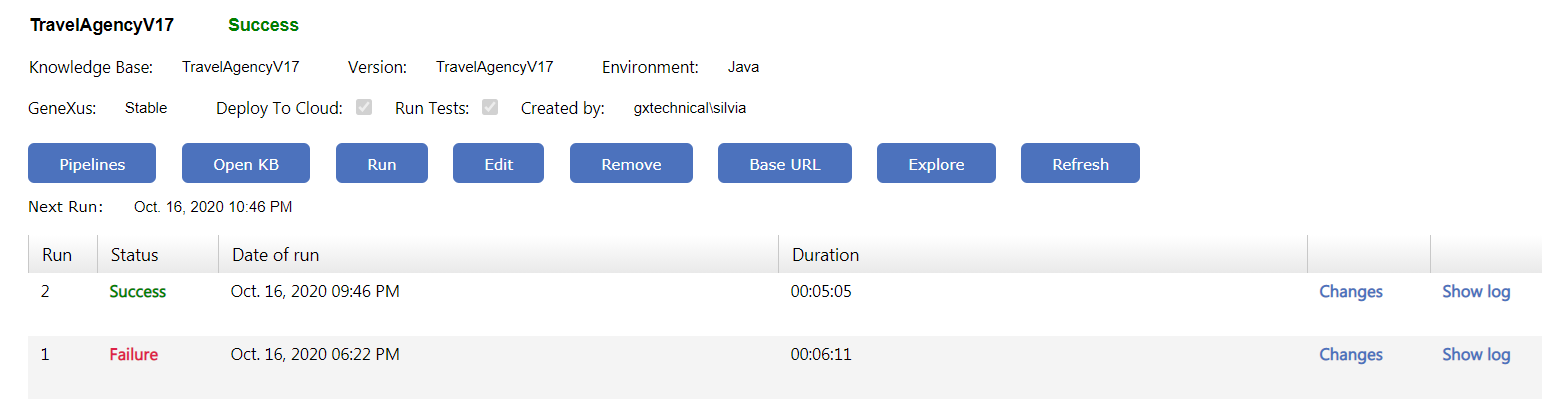 TravelAgencyV17 Success
Knowledge Base: TravelAgencyV17 Version: TravelAgencyV17 Environment: Java
GeneXus: Stable Deploy To Cloud: Run Tests: Created by: gxtechnical\silvia
Pipelines Open KB Run Edit Remove Base URL Explore Refresh
Next Run: Oct. 16, 2020 10:46 PM
Run Status Date of run Duration
2 Success Oct. 16, 2020 09:46 PM 00:05:05 Changes Show log
1 Failure Oct. 16, 2020 06:22 PM 00:06:11 Changes Show log